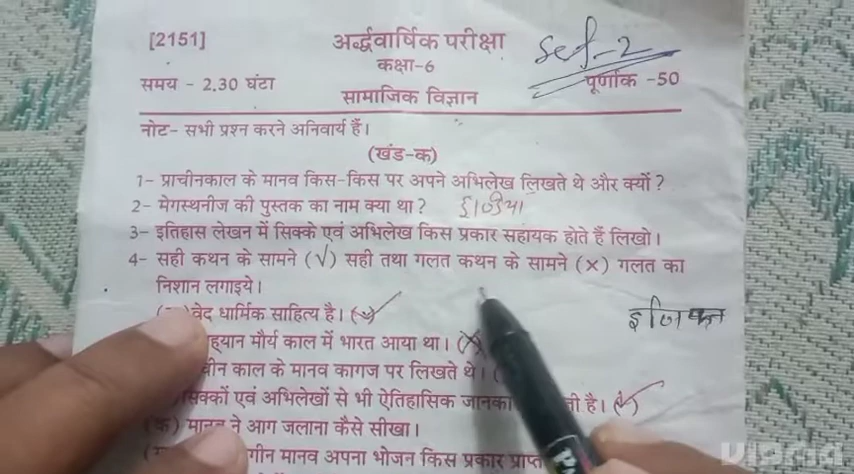 [2151] अर्द्धवार्षिक परीक्षा Set-2
कक्षा-6
समय - 2.30 घंटा पूर्णांक -50
सामाजिक विज्ञान
नोट- सभी प्रश्न करने अनिवार्य हैं।
(खंड-क)
1- प्राचीनकाल के मानव किस-किस पर अपने अभिलेख लिखते थे और क्यों ?
2- मेगस्थनीज की पुस्तक का नाम क्या था ?
3- इतिहास लेखन में सिक्के एवं अभिलेख किस प्रकार सहायक होते हैं लिखो।
4- सही कथन के सामने (√) सही तथा गलत कथन के सामने (×) गलत का
निशान लगाइये।
वेद धार्मिक साहित्य है। (✓)
मौर्य काल में भारत आया था। (×)
काल के मानव कागज पर लिखते थे। (
सिक्कों एवं अभिलेखों से भी ऐतिहासिक है। (✓)
मानव ने आग जलाना कैसे सीखा।
मानव अपना भोजन किस प्रकार